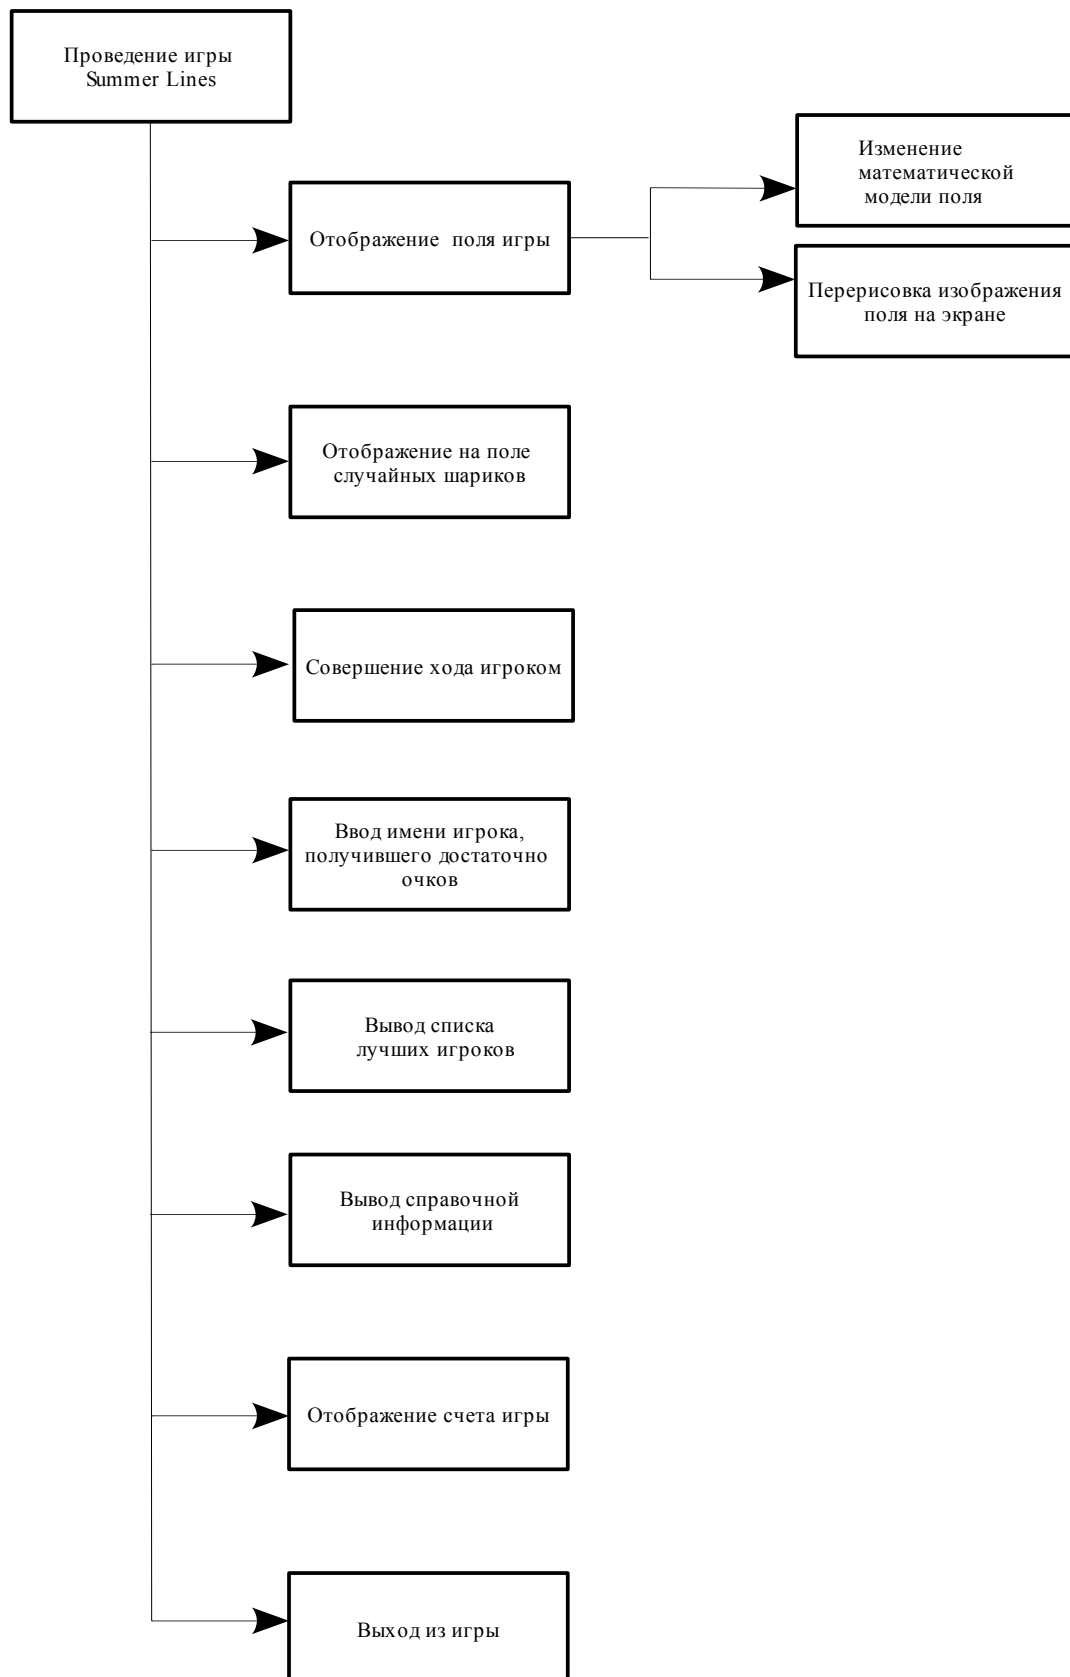 Проведение игры
Summer Lines
Изменение
математической
модели поля
Отображение поля игры
Перерисовка изображения
поля на экране
Отображение на поле
случайных шариков
Совершение хода игроком
Ввод имени игрока,
получившего достаточно
очков
Вывод списка
лучших игроков
Вывод справочной
информации
Отображение счета игры
Выход из игры